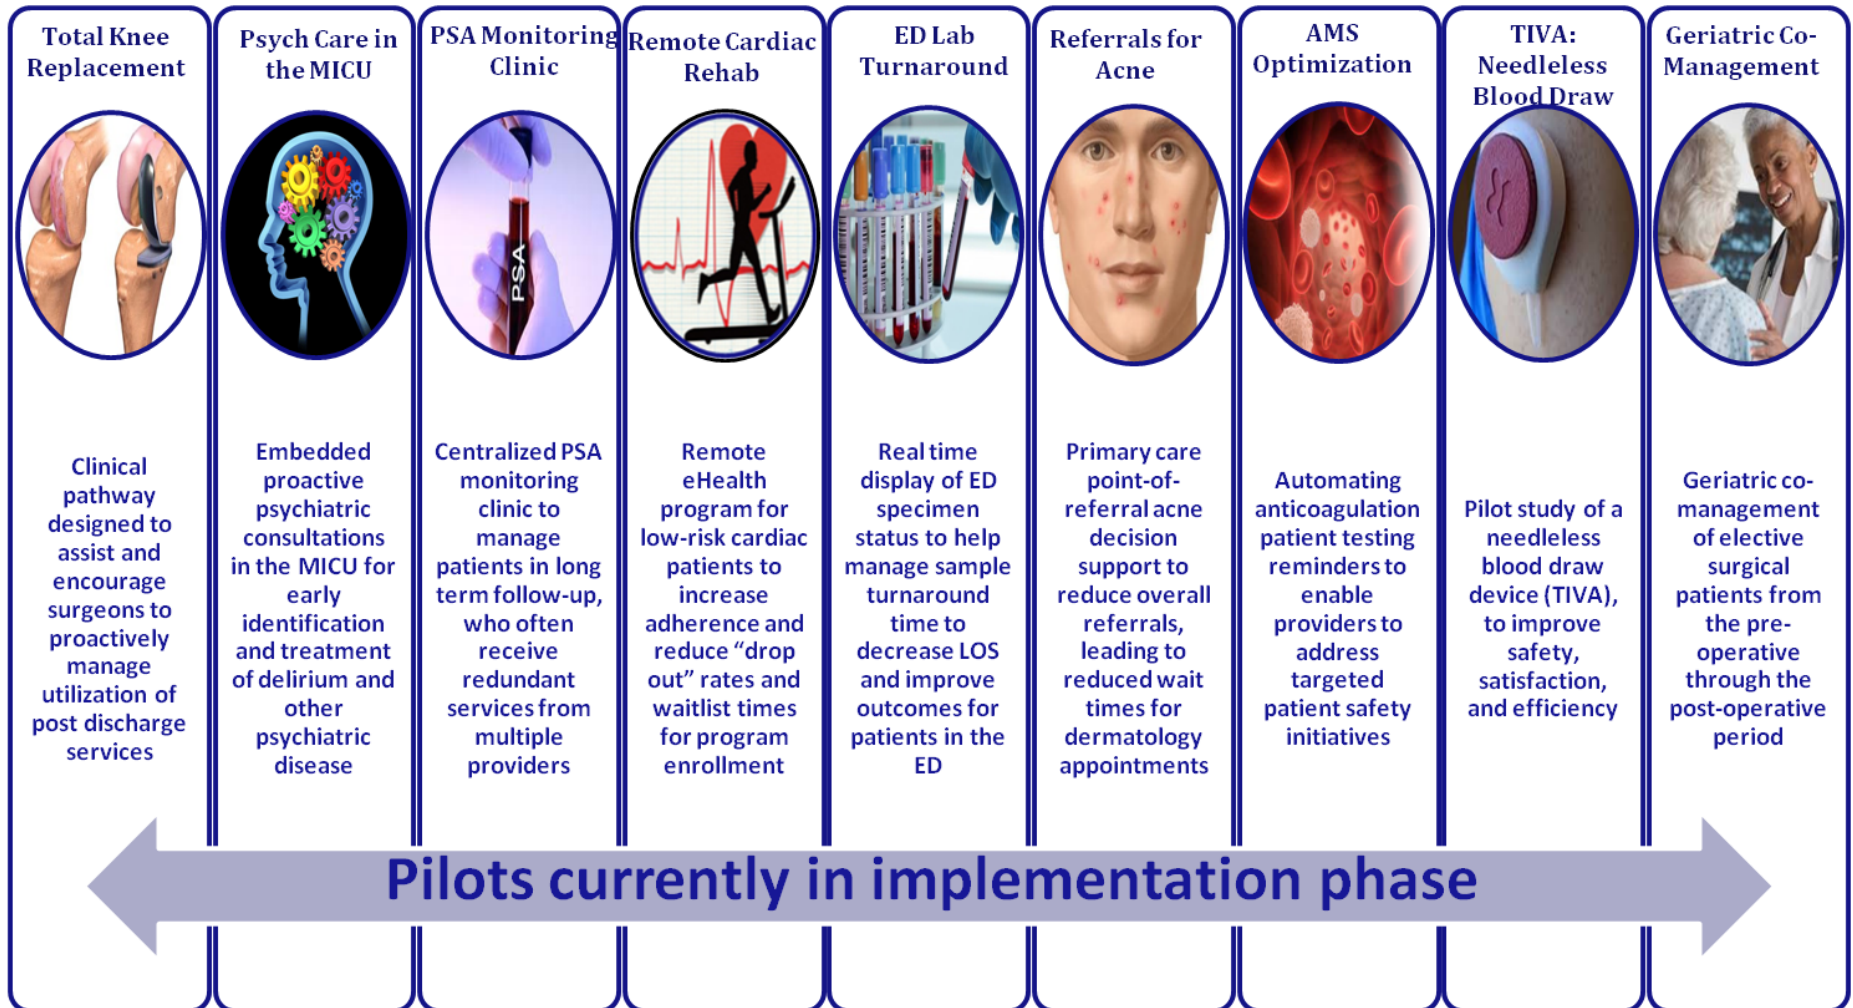 Total Knee
Replacement
Clinical
pathway
designed to
assist and
encourage
surgeons to
proactively
manage
utilization of
post discharge
services
Psych Care in
the MICU
Embedded
proactive
psychiatric
consultations
in the MICU for
early
identification
and treatment
of delirium and
other
psychiatric
disease
PSA Monitoring
Clinic
PSA
Centralized PSA
monitoring
clinic to
manage
patients in long
term follow-up,
who often
receive
redundant
services from
multiple
providers
Remote Cardiac
Rehab
Remote
eHealth
program for
low-risk cardiac
patients to
increase
adherence and
reduce “drop
out” rates and
waitlist times
for program
enrollment
ED Lab
Turnaround
Real time
display of ED
specimen
status to help
manage sample
turnaround
time to
decrease LOS
and improve
outcomes for
patients in the
ED
Referrals for
Acne
Primary care
point-of-
referral acne
decision
support to
reduce overall
referrals,
leading to
reduced wait
times for
dermatology
appointments
AMS
Optimization
Automating
anticoagulation
patient testing
reminders to
enable
providers to
address
targeted
patient safety
initiatives
TIVA:
Needleless
Blood Draw
Pilot study of a
needleless
blood draw
device (TIVA),
to improve
safety,
satisfaction,
and efficiency
Geriatric Co-
Management
Geriatric co-
management
of elective
surgical
patients from
the pre-
operative
through the
post-operative
period
Pilots currently in implementation phase